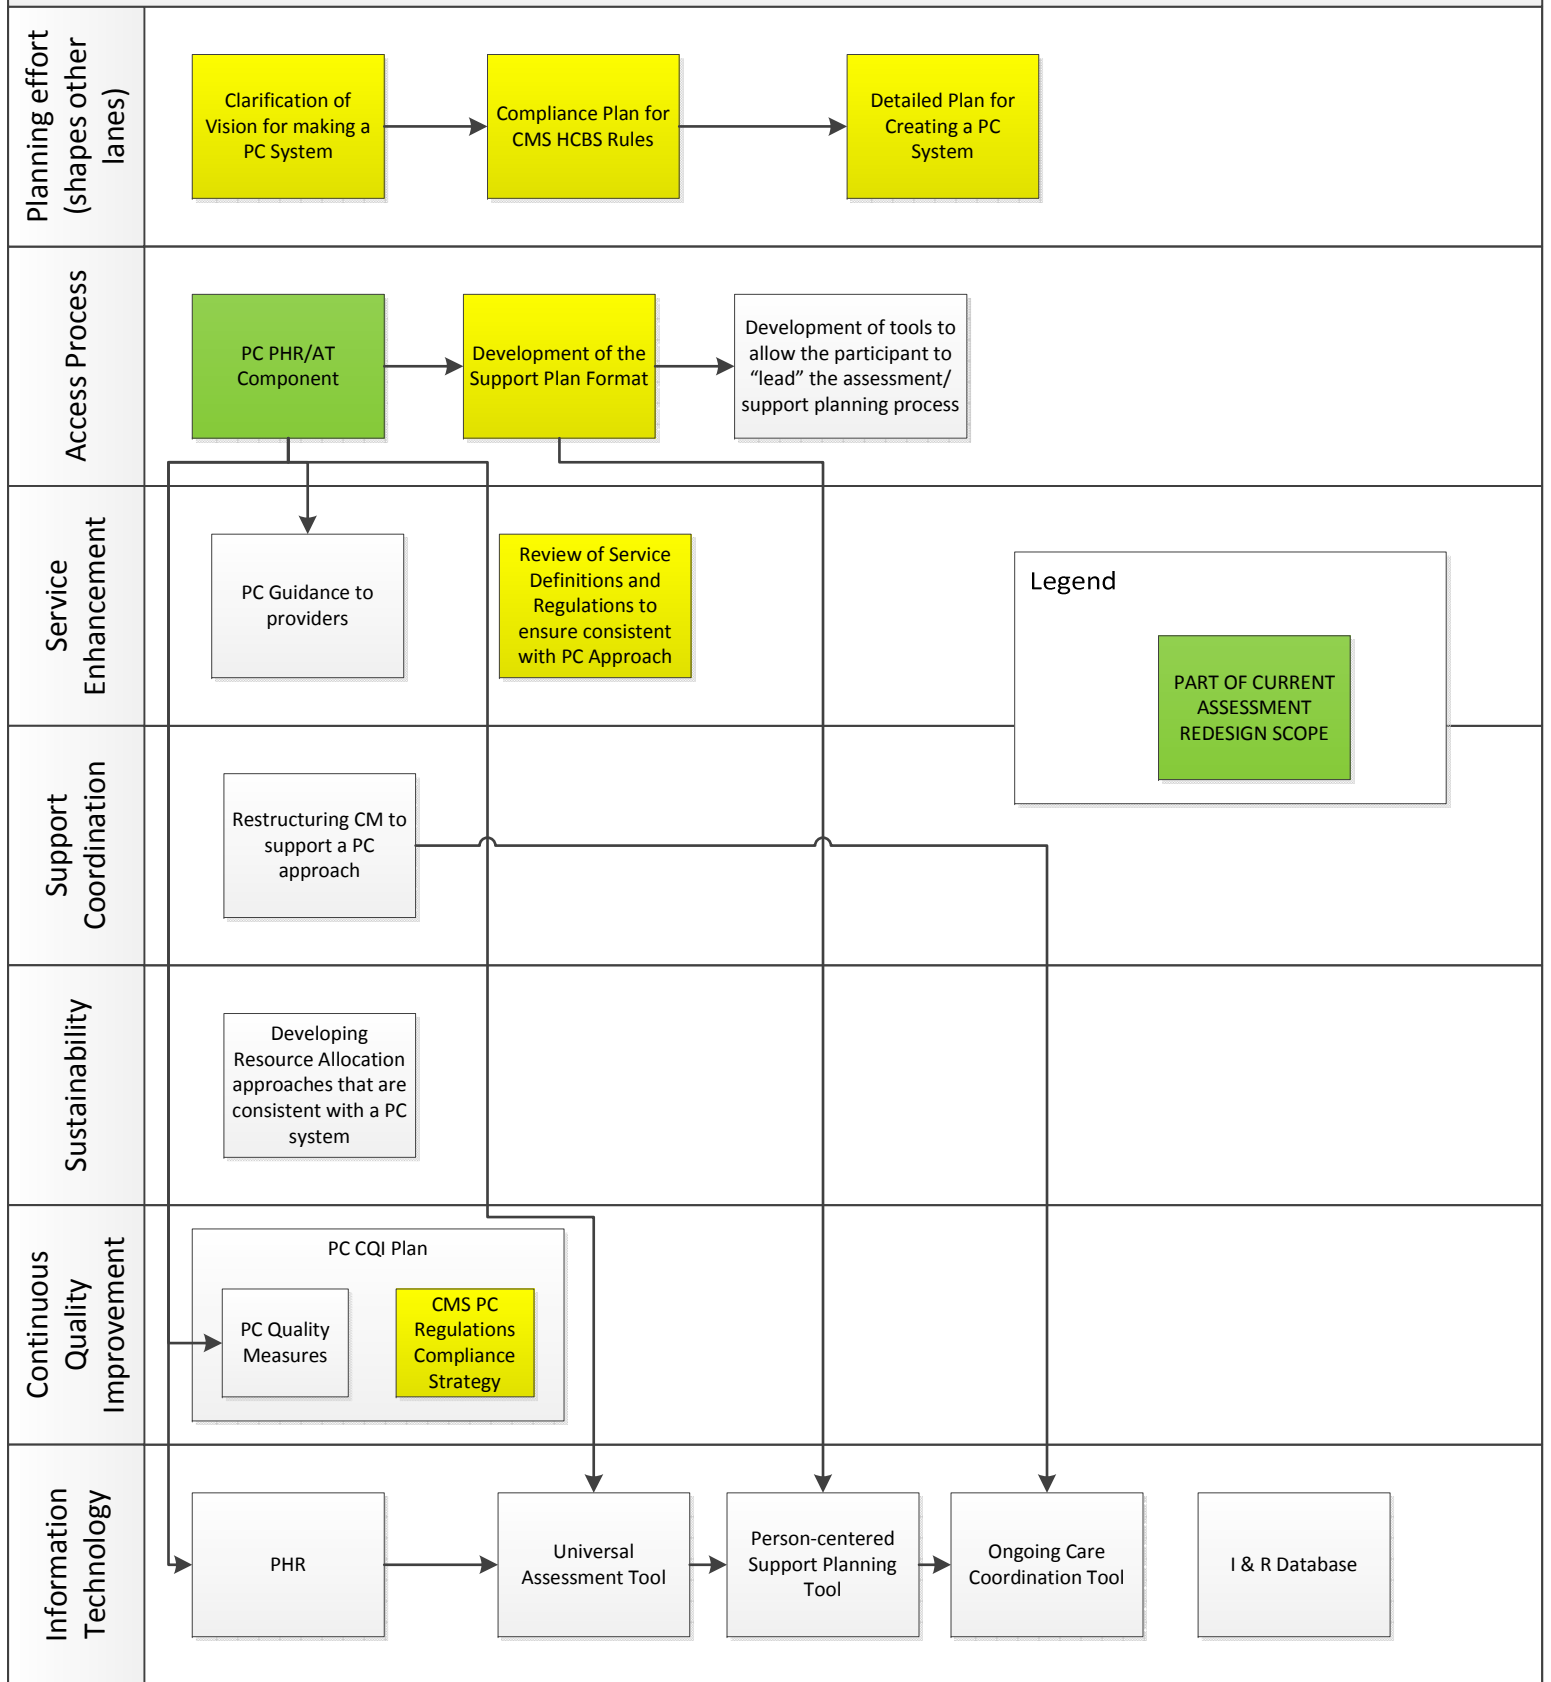 Planning effort
(shapes other
lanes)
Clarification of
Vision for making a
PC System
Compliance Plan for
CMS HCBS Rules
Detailed Plan for
Creating a PC
System
Access Process
PC PHR/AT
Component
Development of the
Support Plan Format
Development of tools to
allow the participant to
“lead” the assessment/
support planning process
Service
Enhancement
PC Guidance to
providers
Review of Service
Definitions and
Regulations to
ensure consistent
with PC Approach
Legend
PART OF CURRENT
ASSESSMENT
REDESIGN SCOPE
Support
Coordination
Restructuring CM to
support a PC
approach
Sustainability
Developing
Resource Allocation
approaches that are
consistent with a PC
system
Continuous
Quality
Improvement
PC CQI Plan
PC Quality
Measures
CMS PC
Regulations
Compliance
Strategy
Information
Technology
PHR
Universal
Assessment Tool
Person-centered
Support Planning
Tool
Ongoing Care
Coordination Tool
I & R Database